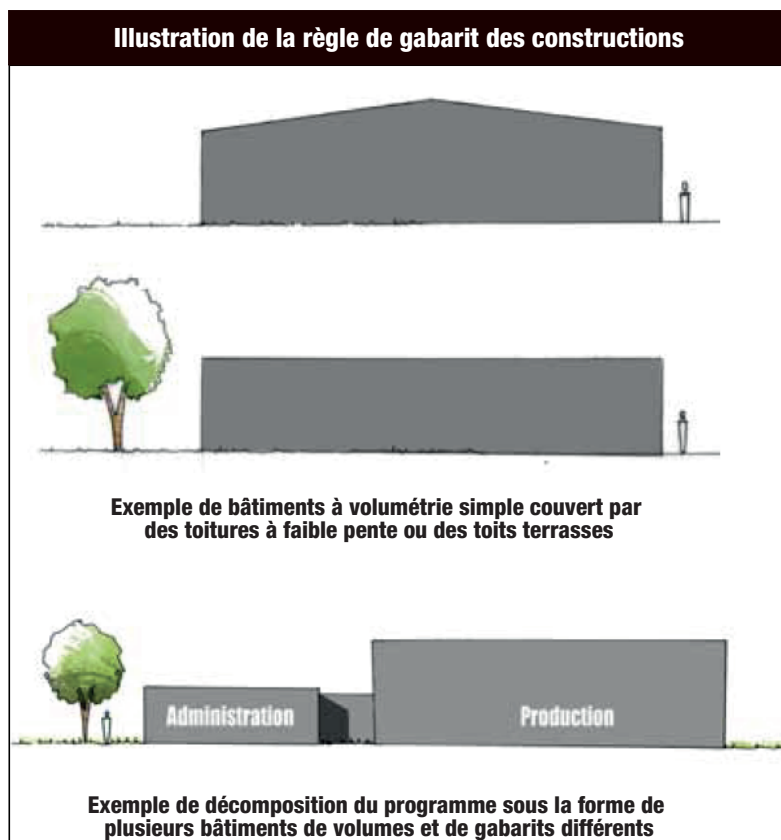 Illustration de la règle de gabarit des constructions
Exemple de bâtiments à volumétrie simple couvert par
des toitures à faible pente ou des toits terrasses
Administration
Production
Exemple de décomposition du programme sous la forme de
plusieurs bâtiments de volumes et de gabarits différents